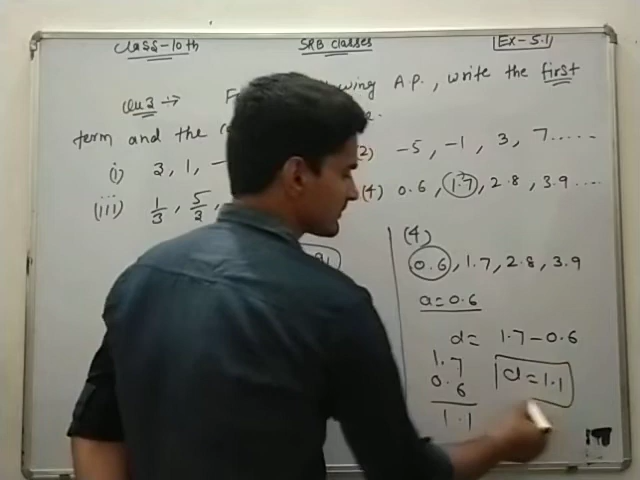 Class-10th SRB classes Ex-5.1
Qu3 → F wing A.P., write the first
term and the
(i) 3, 1, - 2) -5, -1, 3, 7.....
(iii) 1/3, 5/3, (4) 0.6, 1.7, 2.8, 3.9....
(4)
0.6, 1.7, 2.8, 3.9
a=0.6
d= 1.7-0.6
1.7
0.6
1.1
d=1.1